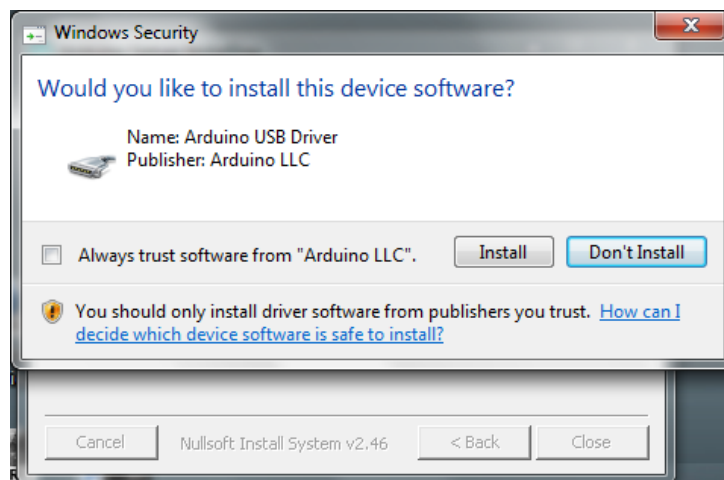 Windows Security
Would you like to install this device software?
Name: Arduino USB Driver
Publisher: Arduino LLC
Always trust software from "Arduino LLC".
Install
Don't Install
You should only install driver software from publishers you trust. How can I
decide which device software is safe to install?
Cancel
Nullsoft Install System v2.46
< Back
Close